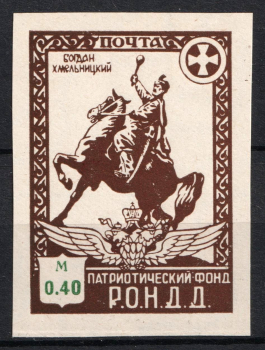 ПОЧТА
БОГДАН
ХМЕЛЬНИЦКИЙ
М
0.40
ПАТРИОТИЧЕСКИЙ·ФОНД
Р.О.Н.Д.Д.